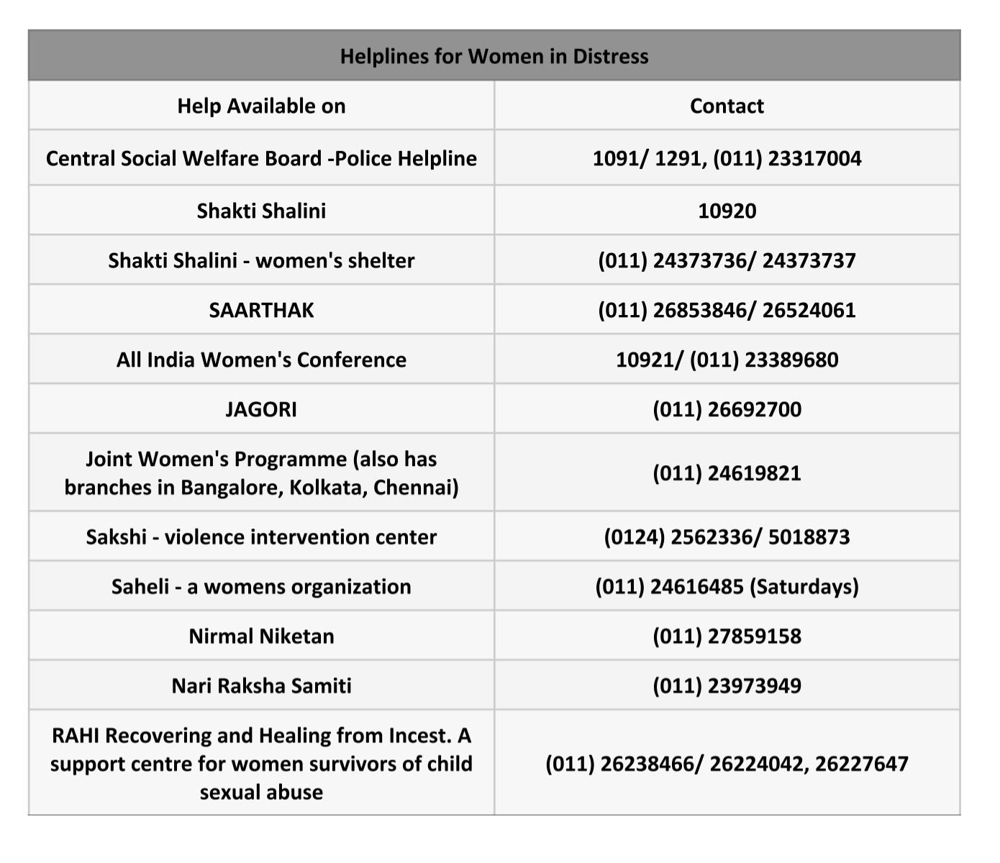 Helplines for Women in Distress
Help Available on
Contact
Central Social Welfare Board -Police Helpline
1091/ 1291, (011) 23317004
Shakti Shalini
10920
Shakti Shalini - women's shelter
(011) 24373736/ 24373737
SAARTHAK
(011) 26853846/ 26524061
All India Women's Conference
10921/ (011) 23389680
JAGORI
(011) 26692700
Joint Women's Programme (also has
branches in Bangalore, Kolkata, Chennai)
(011) 24619821
Sakshi - violence intervention center
(0124) 2562336/ 5018873
Saheli - a womens organization
(011) 24616485 (Saturdays)
Nirmal Niketan
(011) 27859158
Nari Raksha Samiti
(011) 23973949
RAHI Recovering and Healing from Incest. A
support centre for women survivors of child
sexual abuse
(011) 26238466/ 26224042, 26227647